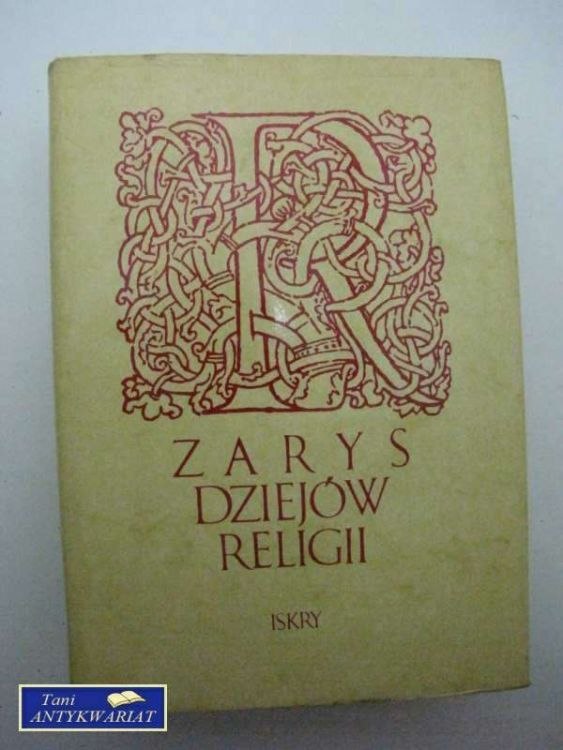 R
ZARYS
DZIEJÓW
RELIGII
ISKRY
Tani
ANTYKWARIAT